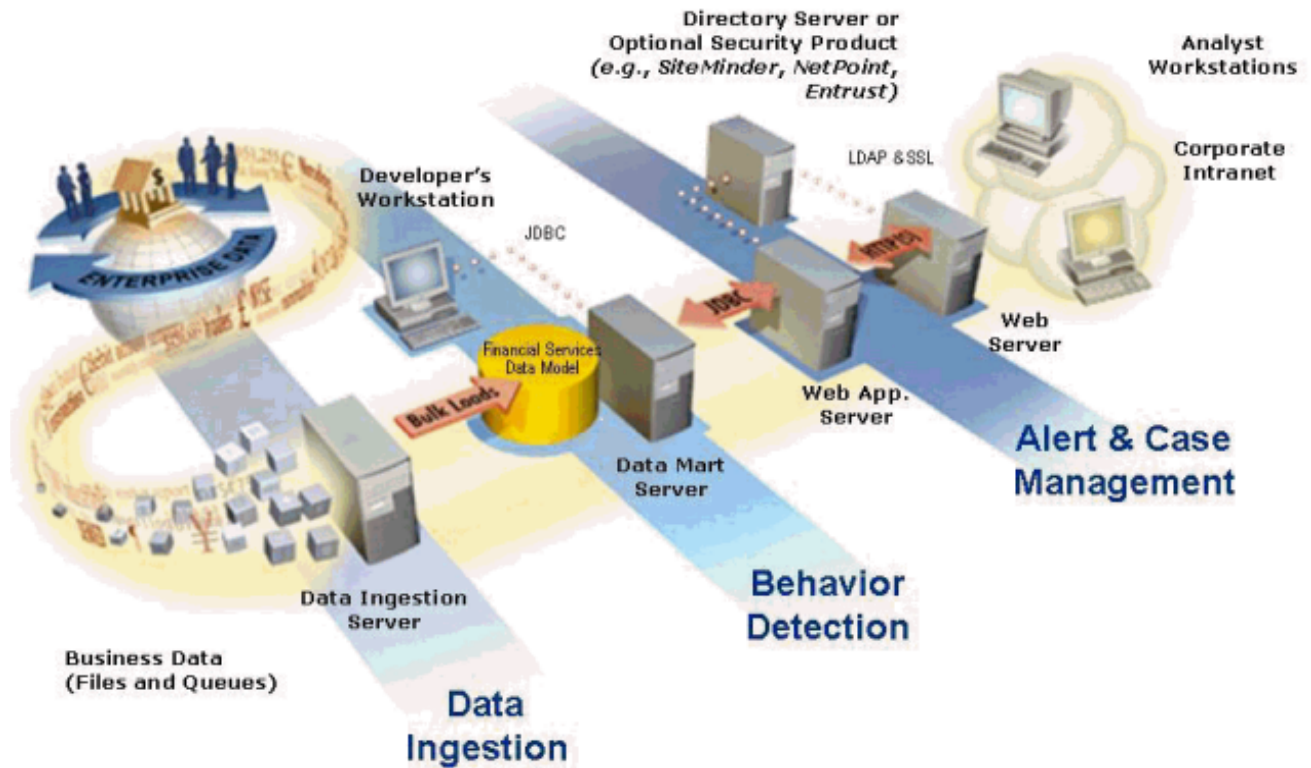 Directory Server or
Optional Security Product
(e.g., SiteMinder, NetPoint,
Entrust)
Analyst
Workstations
LDAP & SSL
Corporate
Intranet
Developer's
Workstation
JDBC
ENTERPRISE DATA
HTTP(S)
JDBC
Web
Server
Financial Services
Data Model
Bulk Loads
Web App.
Server
Alert & Case
Management
Data Mart
Server
Behavior
Detection
Data Ingestion
Server
Business Data
(Files and Queues)
Data
Ingestion